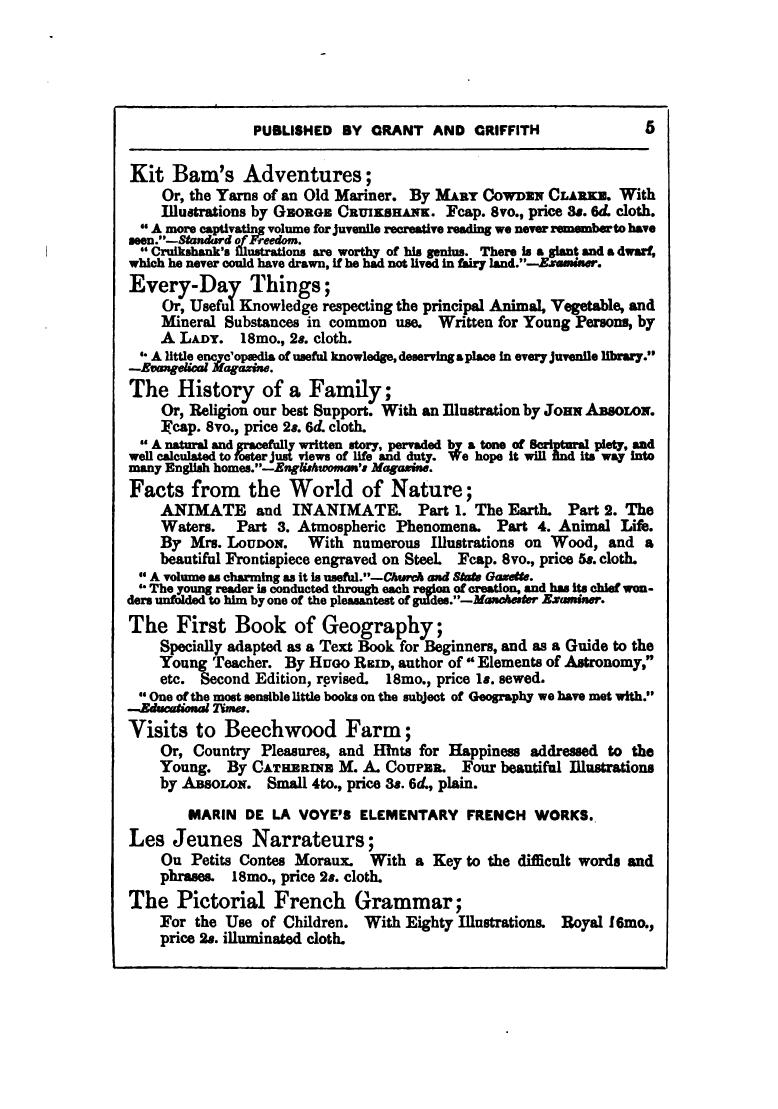 PUBLISHED BY GRANT AND GRIFFITH 5
Kit Bam's Adventures;
Or, the Yarns of an Old Mariner. By MARY COWDEN CLARKE. With
Illustrations by GEORGE CRUIKSHANK. Fcap. 8vo., price 3s. 6d. cloth.
"A more captivating volume for juvenile recreative reading we never remember to have
seen."—Standard of Freedom.
"Cruikshank's illustrations are worthy of his genius. There is a giant and a dwarf,
which he never could have drawn, if he had not lived in fairy land."—Examiner.
Every-Day Things;
Or, Useful Knowledge respecting the principal Animal, Vegetable, and
Mineral Substances in common use. Written for Young Persons, by
A LADY. 18mo., 2s. cloth.
"A little encyc'opædia of useful knowledge, deserving a place in every juvenile library."
—Evangelical Magazine.
The History of a Family;
Or, Religion our best Support. With an Illustration by JOHN ABSOLON.
Fcap. 8vo., price 2s. 6d. cloth.
"A natural and gracefully written story, pervaded by a tone of Scriptural piety, and
well calculated to foster just views of life and duty. We hope it will find its way into
many English homes."—Englishwoman's Magazine.
Facts from the World of Nature;
ANIMATE and INANIMATE. Part 1. The Earth. Part 2. The
Waters. Part 3. Atmospheric Phenomena. Part 4. Animal Life.
By Mrs. LOUDON. With numerous Illustrations on Wood, and a
beautiful Frontispiece engraved on Steel. Fcap. 8vo., price 5s. cloth.
"A volume as charming as it is useful."—Church and State Gazette.
"The young reader is conducted through each region of creation, and has its chief won-
ders unfolded to him by one of the pleasantest of guides."—Manchester Examiner.
The First Book of Geography;
Specially adapted as a Text Book for Beginners, and as a Guide to the
Young Teacher. By HUGO REID, author of "Elements of Astronomy,"
etc. Second Edition, revised. 18mo., price 1s. sewed.
"One of the most sensible little books on the subject of Geography we have met with."
—Educational Times.
Visits to Beechwood Farm;
Or, Country Pleasures, and Hints for Happiness addressed to the
Young. By CATHERINE M. A. COUPER. Four beautiful Illustrations
by ABSOLON. Small 4to., price 3s. 6d., plain.
MARIN DE LA VOYE'S ELEMENTARY FRENCH WORKS.
Les Jeunes Narrateurs;
Ou Petits Contes Moraux. With a Key to the difficult words and
phrases. 18mo., price 2s. cloth.
The Pictorial French Grammar;
For the Use of Children. With Eighty Illustrations. Royal 16mo.,
price 2s. illuminated cloth.